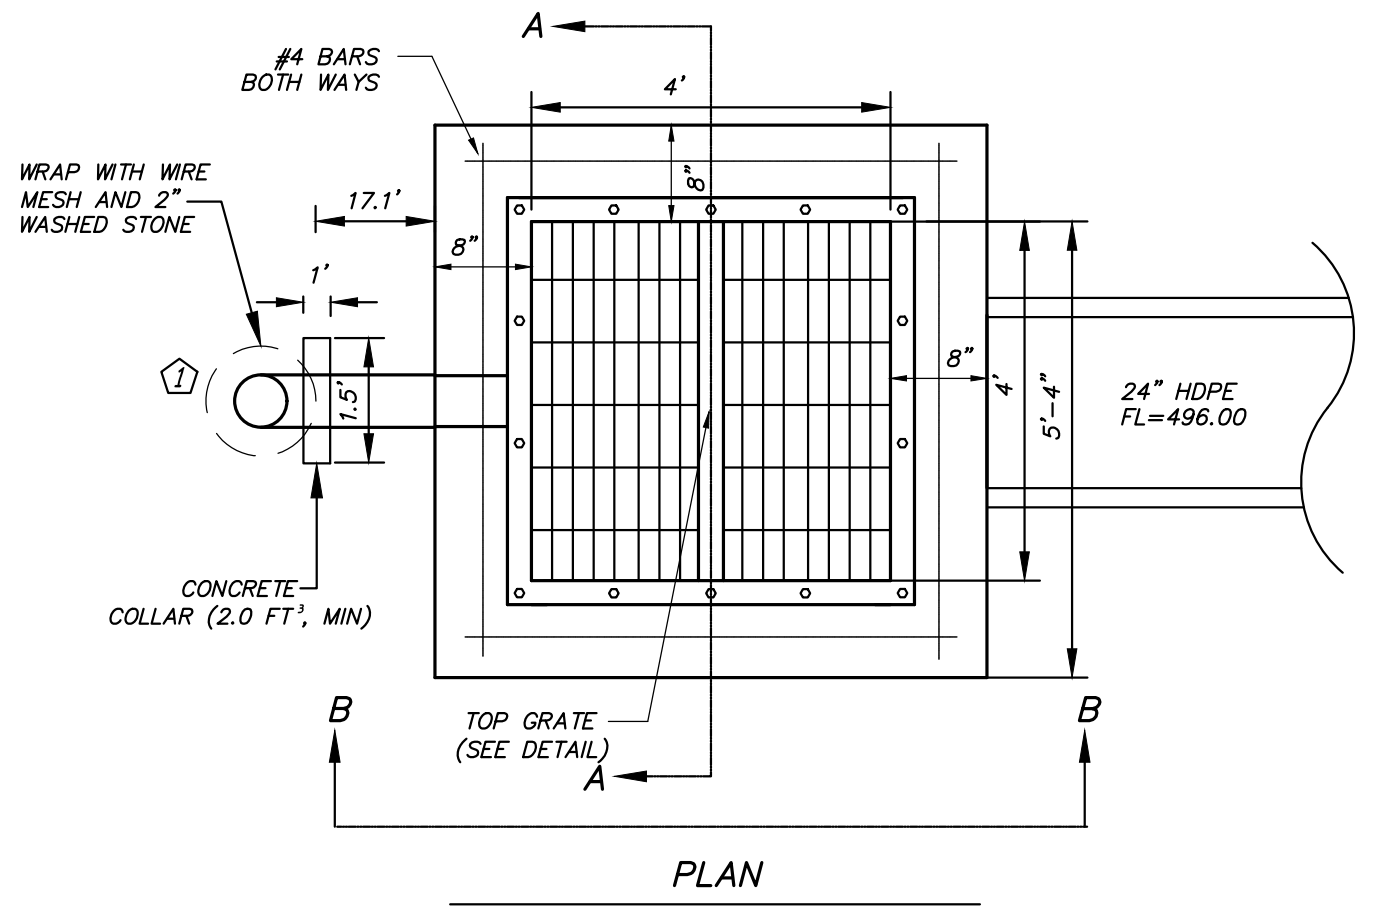 A
#4 BARS
BOTH WAYS
4'
WRAP WITH WIRE
MESH AND 2"
WASHED STONE
17.1'
8"
8"
1'
1
1.5'
8"
4'
5'-4"
24" HDPE
FL=496.00
CONCRETE
COLLAR (2.0 FT³, MIN)
TOP GRATE
(SEE DETAIL)
A
B
B
PLAN